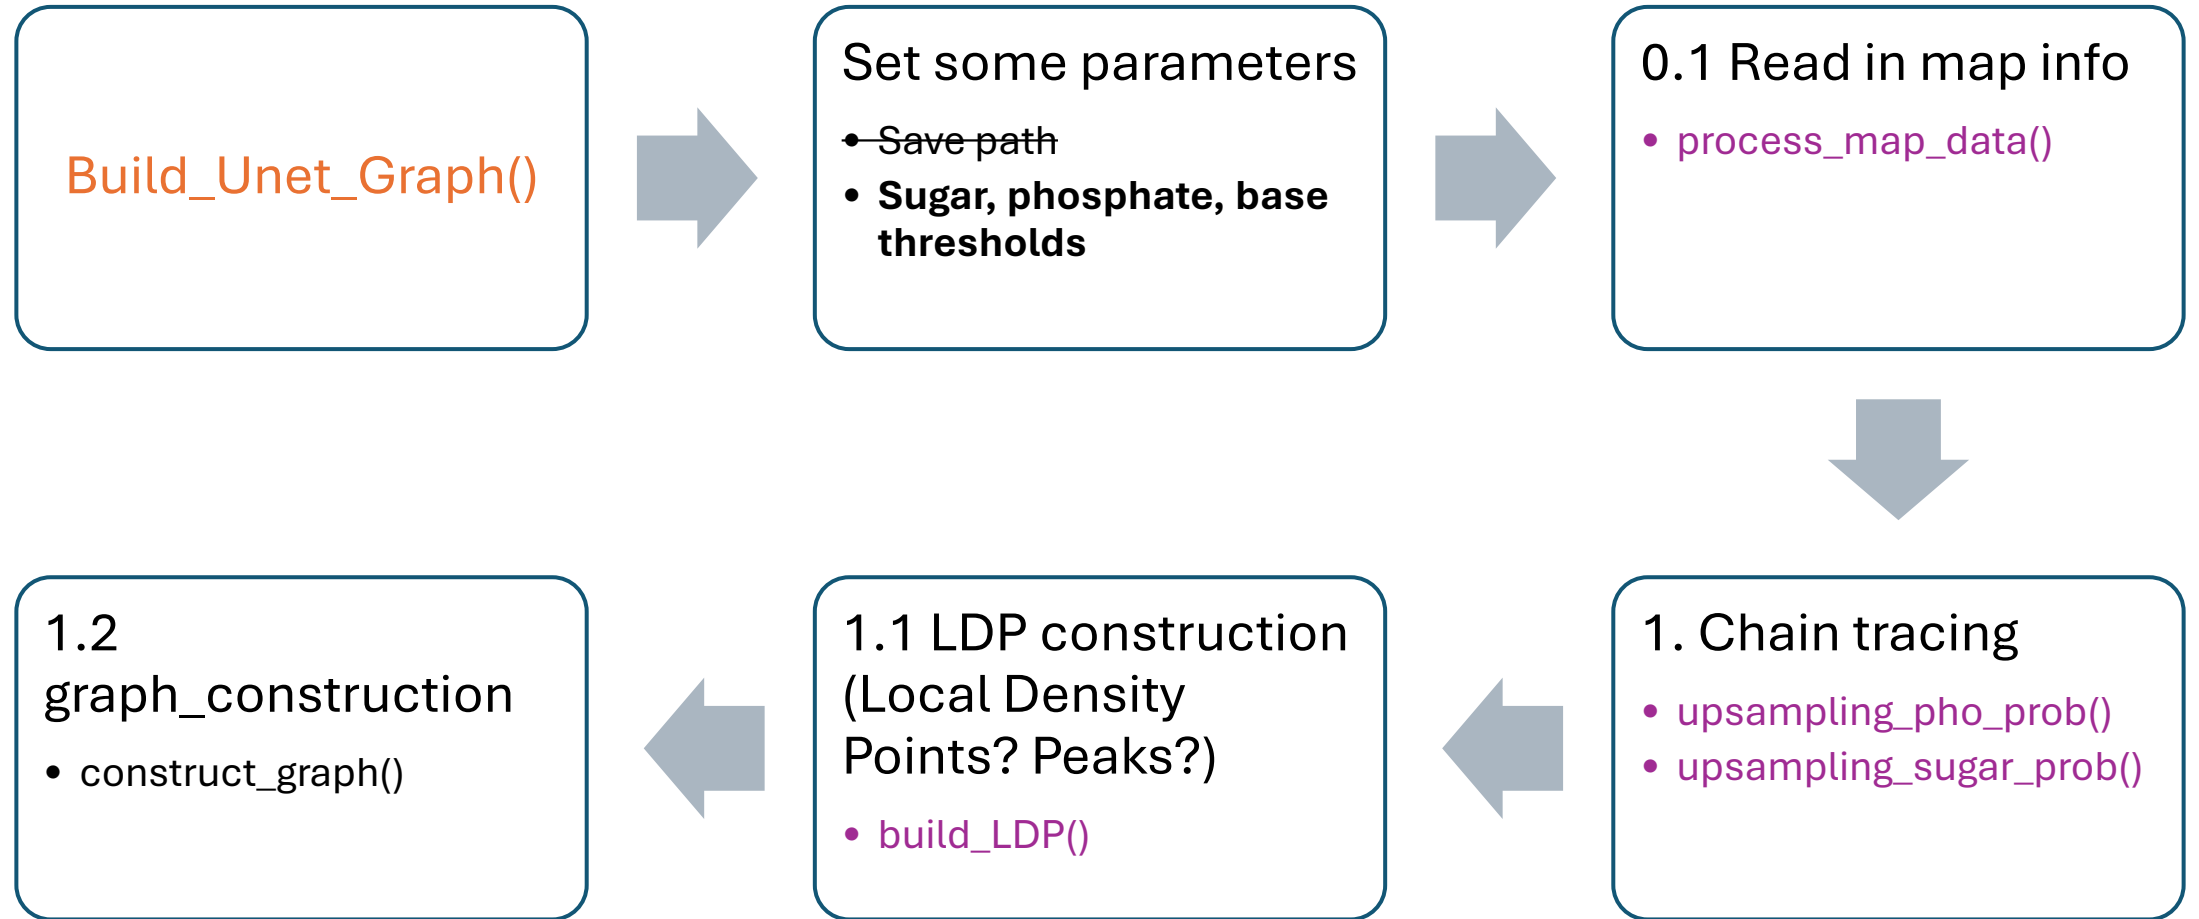 Build_Unet_Graph()
Set some parameters
• Save path
• Sugar, phosphate, base
thresholds
0.1 Read in map info
• process_map_data()
1. Chain tracing
• upsampling_pho_prob()
• upsampling_sugar_prob()
1.1 LDP construction
(Local Density
Points? Peaks?)
• build_LDP()
1.2
graph_construction
• construct_graph()